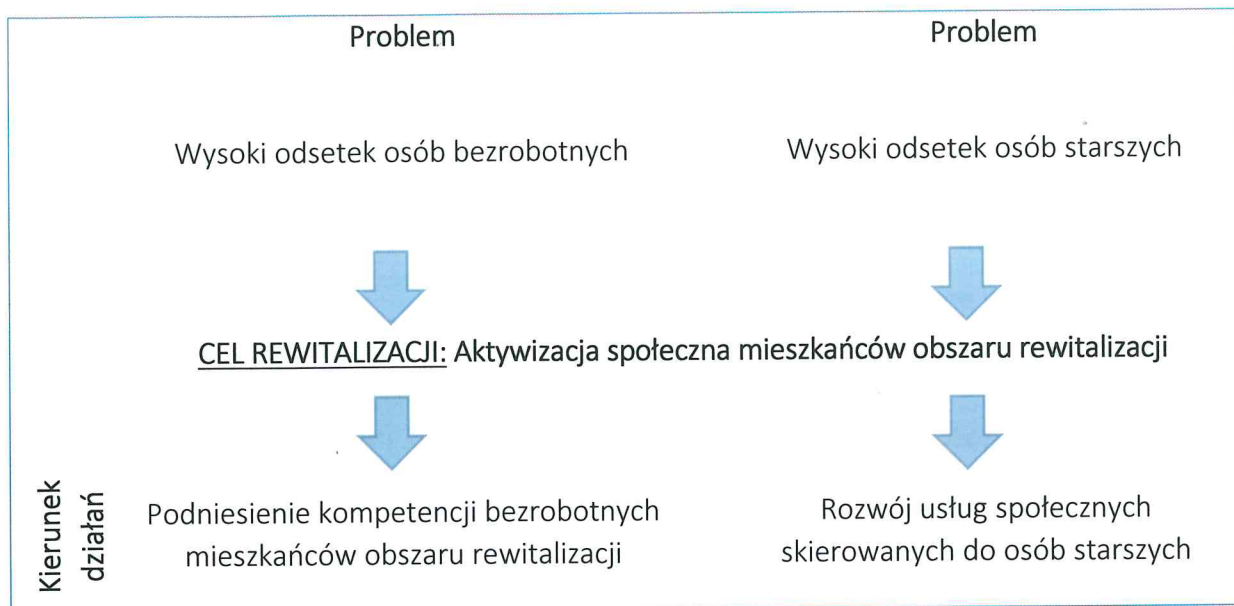 Problem
Problem
Wysoki odsetek osób bezrobotnych
Wysoki odsetek osób starszych
CEL REWITALIZACJI: Aktywizacja społeczna mieszkańców obszaru rewitalizacji
Kierunek
działań
Podniesienie kompetencji bezrobotnych
mieszkańców obszaru rewitalizacji
Rozwój usług społecznych
skierowanych do osób starszych